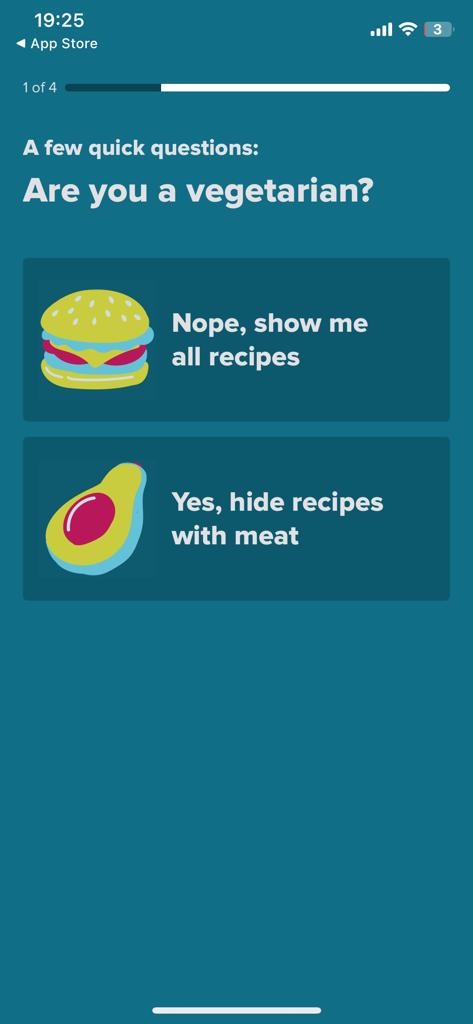 19:25
3
◀ App Store
1 of 4
A few quick questions:
Are you a vegetarian?
Nope, show me
all recipes
Yes, hide recipes
with meat